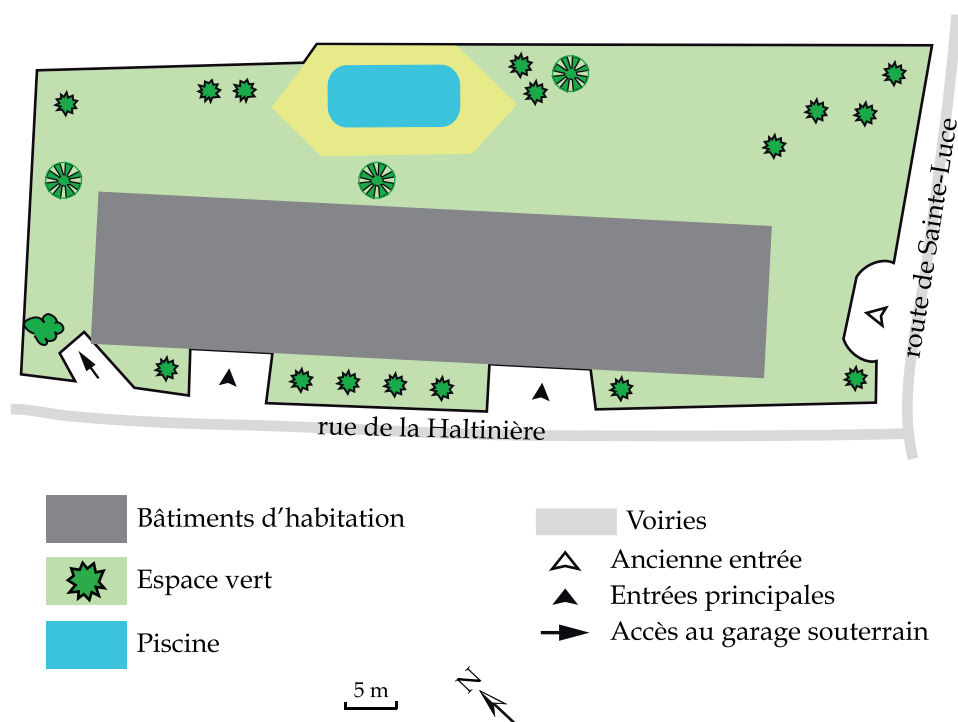 route de Sainte-Luce
rue de la Haltinière
Bâtiments d'habitation
Espace vert
Piscine
Voiries
Ancienne entrée
Entrées principales
Accès au garage souterrain
5 m
N